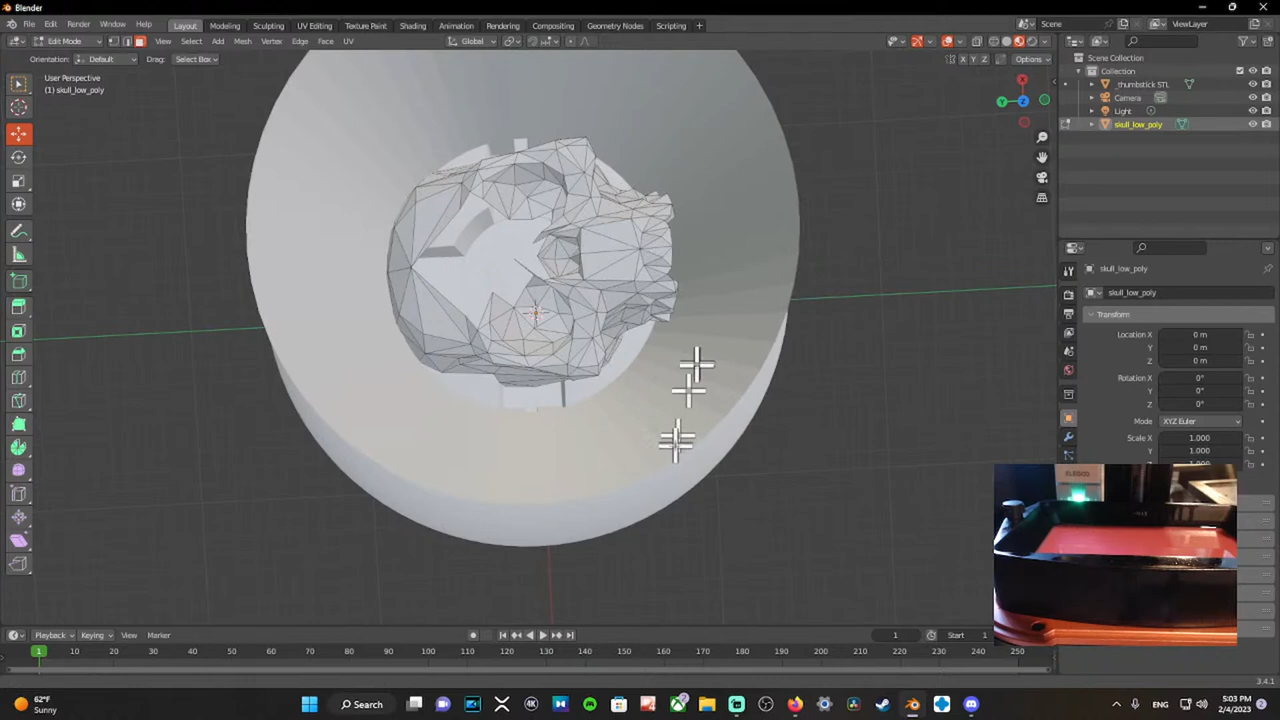 Blender
File Edit Render Window Help Layout Modeling Sculpting UV Editing Texture Paint Shading Animation Rendering Compositing Geometry Nodes Scripting + Scene ViewLayer
Edit Mode View Select Add Mesh Vertex Edge Face UV Global
Orientation: Default Drag: Select Box X Y Z Options
User Perspective
(1) skull_low_poly
Scene Collection
Collection
_thumbstick STL
Camera
Light
skull_low_poly
X
Y Z
skull_low_poly
skull_low_poly
Transform
Location X 0 m
Y 0 m
Z 0 m
Rotation X 0°
Y 0°
Z 0°
Mode XYZ Euler
Scale X 1.000
Y 1.000
Playback Keying View Marker 1 Start 1
1 10 20 30 40 50 60 70 80 90 100 110 120 130 140 150 160 170 180 190 200 210 220 230 240 250
3.4.1
62°F
Sunny
Search
ENG
5:03 PM
2/4/2023